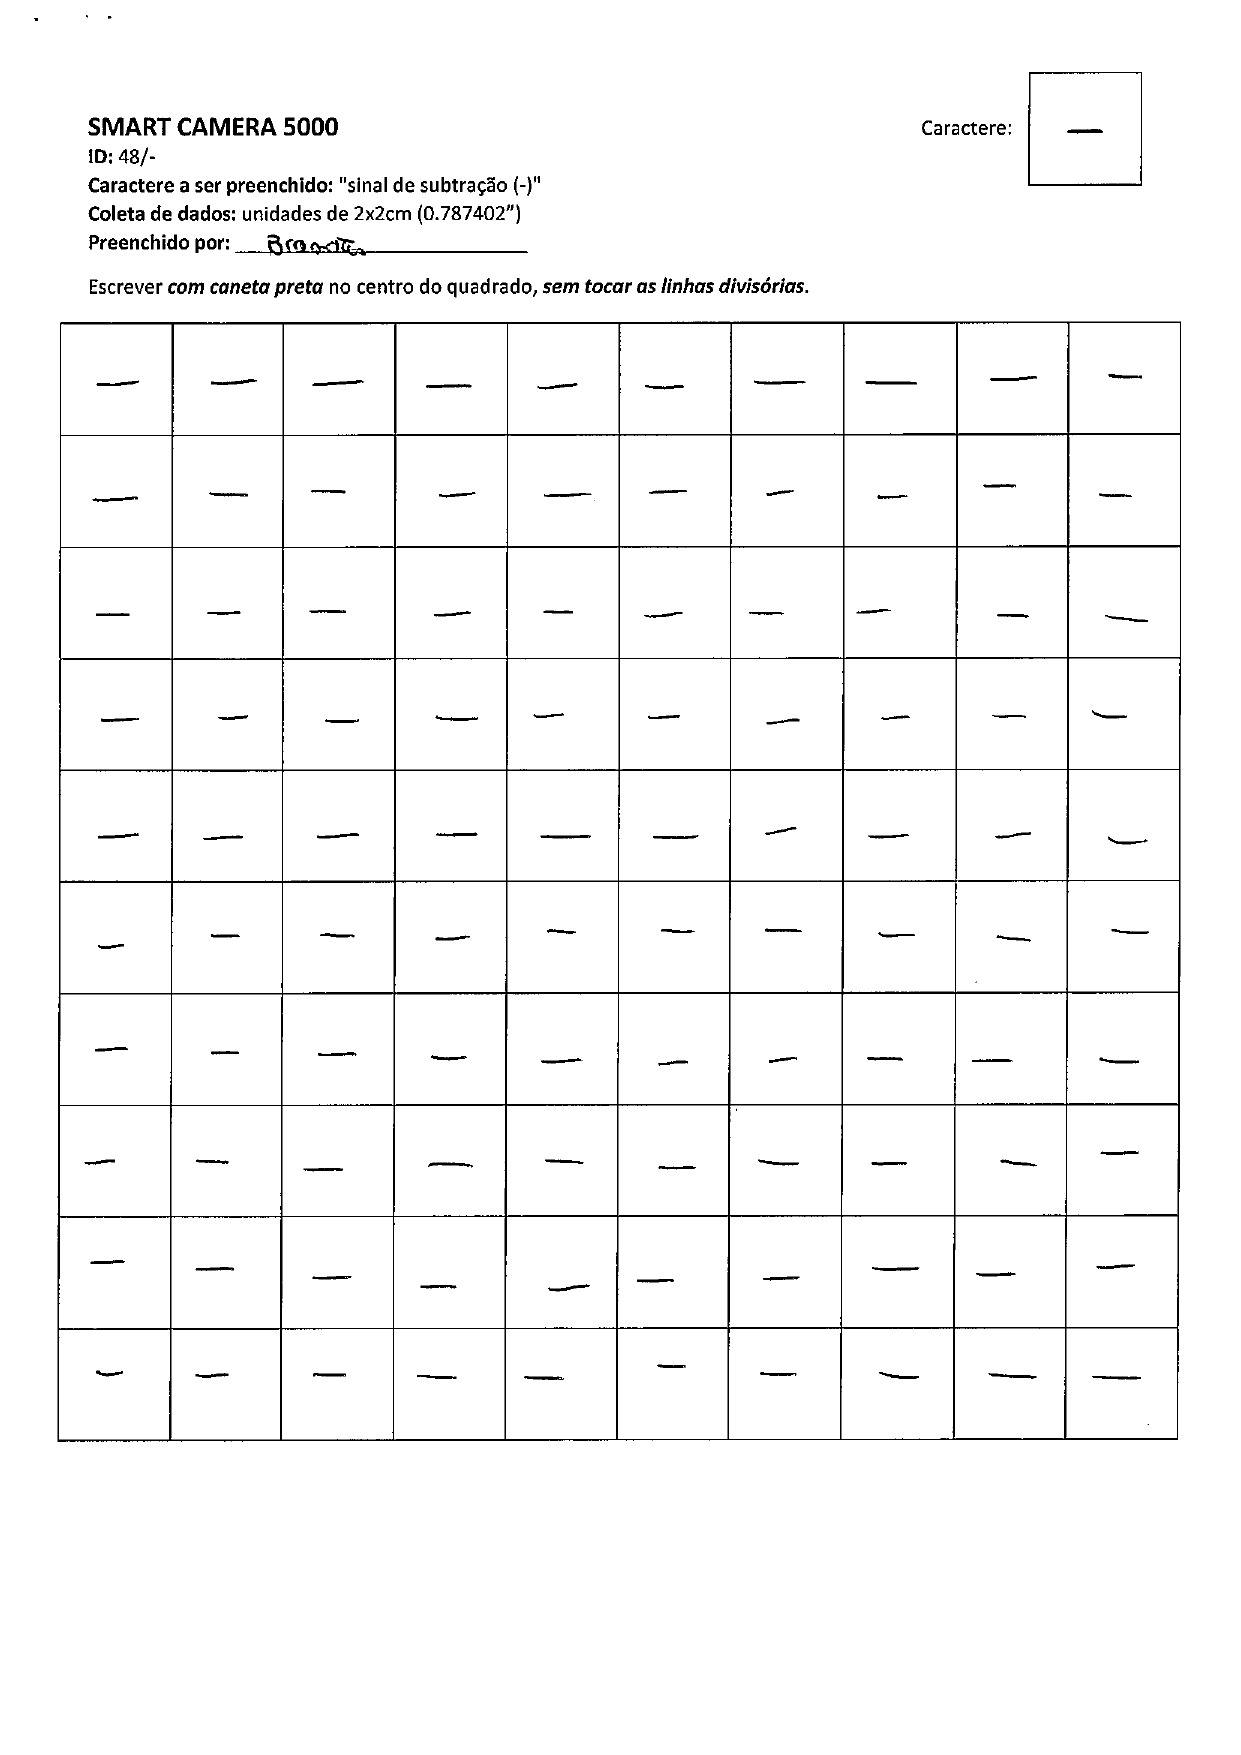 SMART CAMERA 5000
Caractere: —
ID: 48/-
Caractere a ser preenchido: "sinal de subtração (-)"
Coleta de dados: unidades de 2x2cm (0.787402")
Preenchido por:
Escrever com caneta preta no centro do quadrado, sem tocar as linhas divisórias.
— — — — — — — — — —
— — — — — — — — — —
— — — — — — — — — —
— — — — — — — — — —
— — — — — — — — — —
— — — — — — — — — —
— — — — — — — — — —
— — — — — — — — — —
— — — — — — — — — —
— — — — — — — — — —